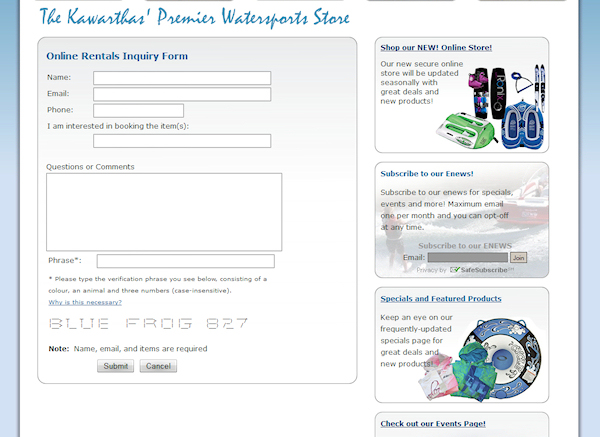 The Kawarthas' Premier Watersports Store
Online Rentals Inquiry Form
Name:
Email:
Phone:
I am interested in booking the item(s):
Questions or Comments
Phrase*:
* Please type the verification phrase you see below, consisting of a
colour, an animal and three numbers (case-insensitive).
Why is this necessary?
BLUE FROG 827
Note: Name, email, and items are required
Submit Cancel
Shop our NEW! Online Store!
Our new secure online
store will be updated
seasonally with
great deals and
new products!
Subscribe to our Enews!
Subscribe to our enews for specials,
events and more! Maximum email
one per month and you can opt-off
at any time.
Subscribe to our ENEWS
Email: Join
Privacy by SafeSubscribe℠
Specials and Featured Products
Keep an eye on our
frequently-updated
specials page for
great deals and
new products!
Check out our Events Page!